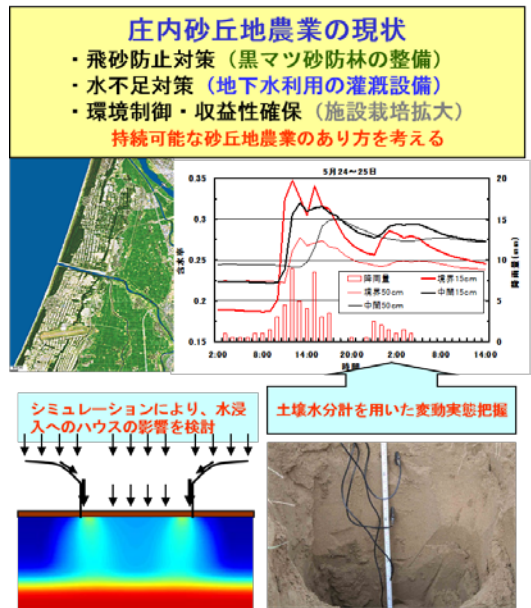 庄内砂丘地農業の現状
・飛砂防止対策（黒マツ砂防林の整備）
・水不足対策（地下水利用の灌漑設備）
・環境制御・収益性確保（施設栽培拡大）
持続可能な砂丘地農業のあり方を考える
5月24～25日
0.35
0.3
0.25
0.2
0.15
含水率
20
15
10
5
0
降雨量(mm)
降雨量
境界15cm
境界50cm
中間15cm
中間50cm
2:00 8:00 14:00 20:00 2:00 8:00 14:00
時間
シミュレーションにより、水浸
入へのハウスの影響を検討
土壌水分計を用いた変動実態把握